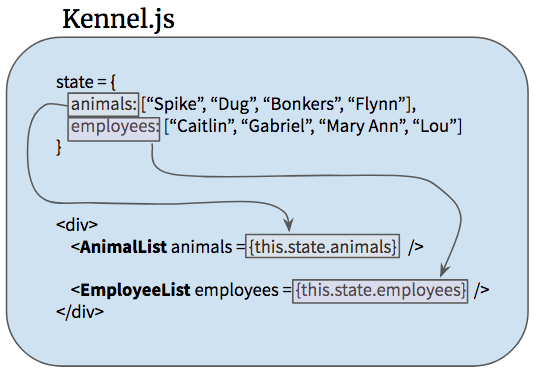 Kennel.js
state = {
animals: [“Spike”, “Dug”, “Bonkers”, “Flynn”],
employees: [“Caitlin”, “Gabriel”, “Mary Ann”, “Lou”]
}
<div>
<AnimalList animals = {this.state.animals} />
<EmployeeList employees = {this.state.employees} />
</div>